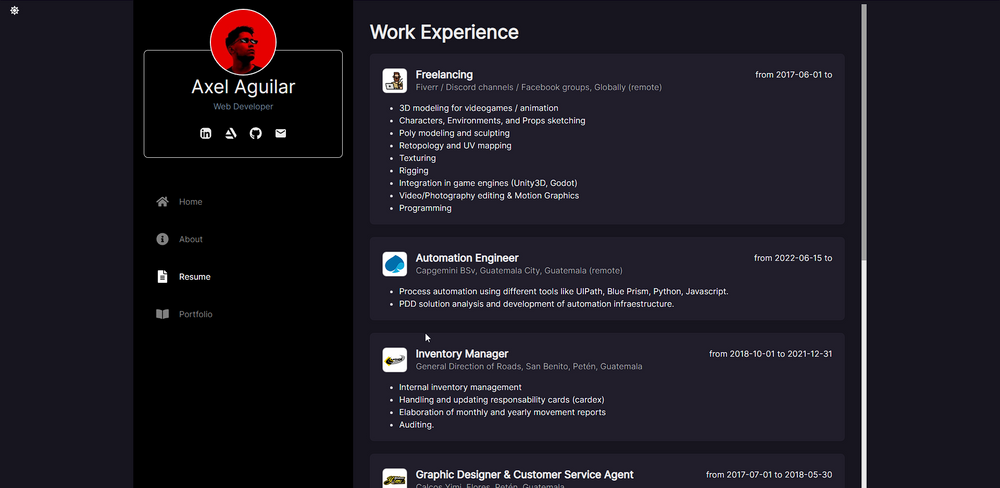 Axel Aguilar
Web Developer
Home
About
Resume
Portfolio
Work Experience
Freelancing
from 2017-06-01 to
Fiverr / Discord channels / Facebook groups, Globally (remote)
3D modeling for videogames / animation
Characters, Environments, and Props sketching
Poly modeling and sculpting
Retopology and UV mapping
Texturing
Rigging
Integration in game engines (Unity3D, Godot)
Video/Photography editing & Motion Graphics
Programming
Automation Engineer
from 2022-06-15 to
Capgemini BSv, Guatemala City, Guatemala (remote)
Process automation using different tools like UIPath, Blue Prism, Python, Javascript.
PDD solution analysis and development of automation infraestructure.
Inventory Manager
from 2018-10-01 to 2021-12-31
General Direction of Roads, San Benito, Petén, Guatemala
Internal inventory management
Handling and updating responsability cards (cardex)
Elaboration of monthly and yearly movement reports
Auditing.
Graphic Designer & Customer Service Agent
from 2017-07-01 to 2018-05-30
Calcos Ximi, Flores, Petén, Guatemala